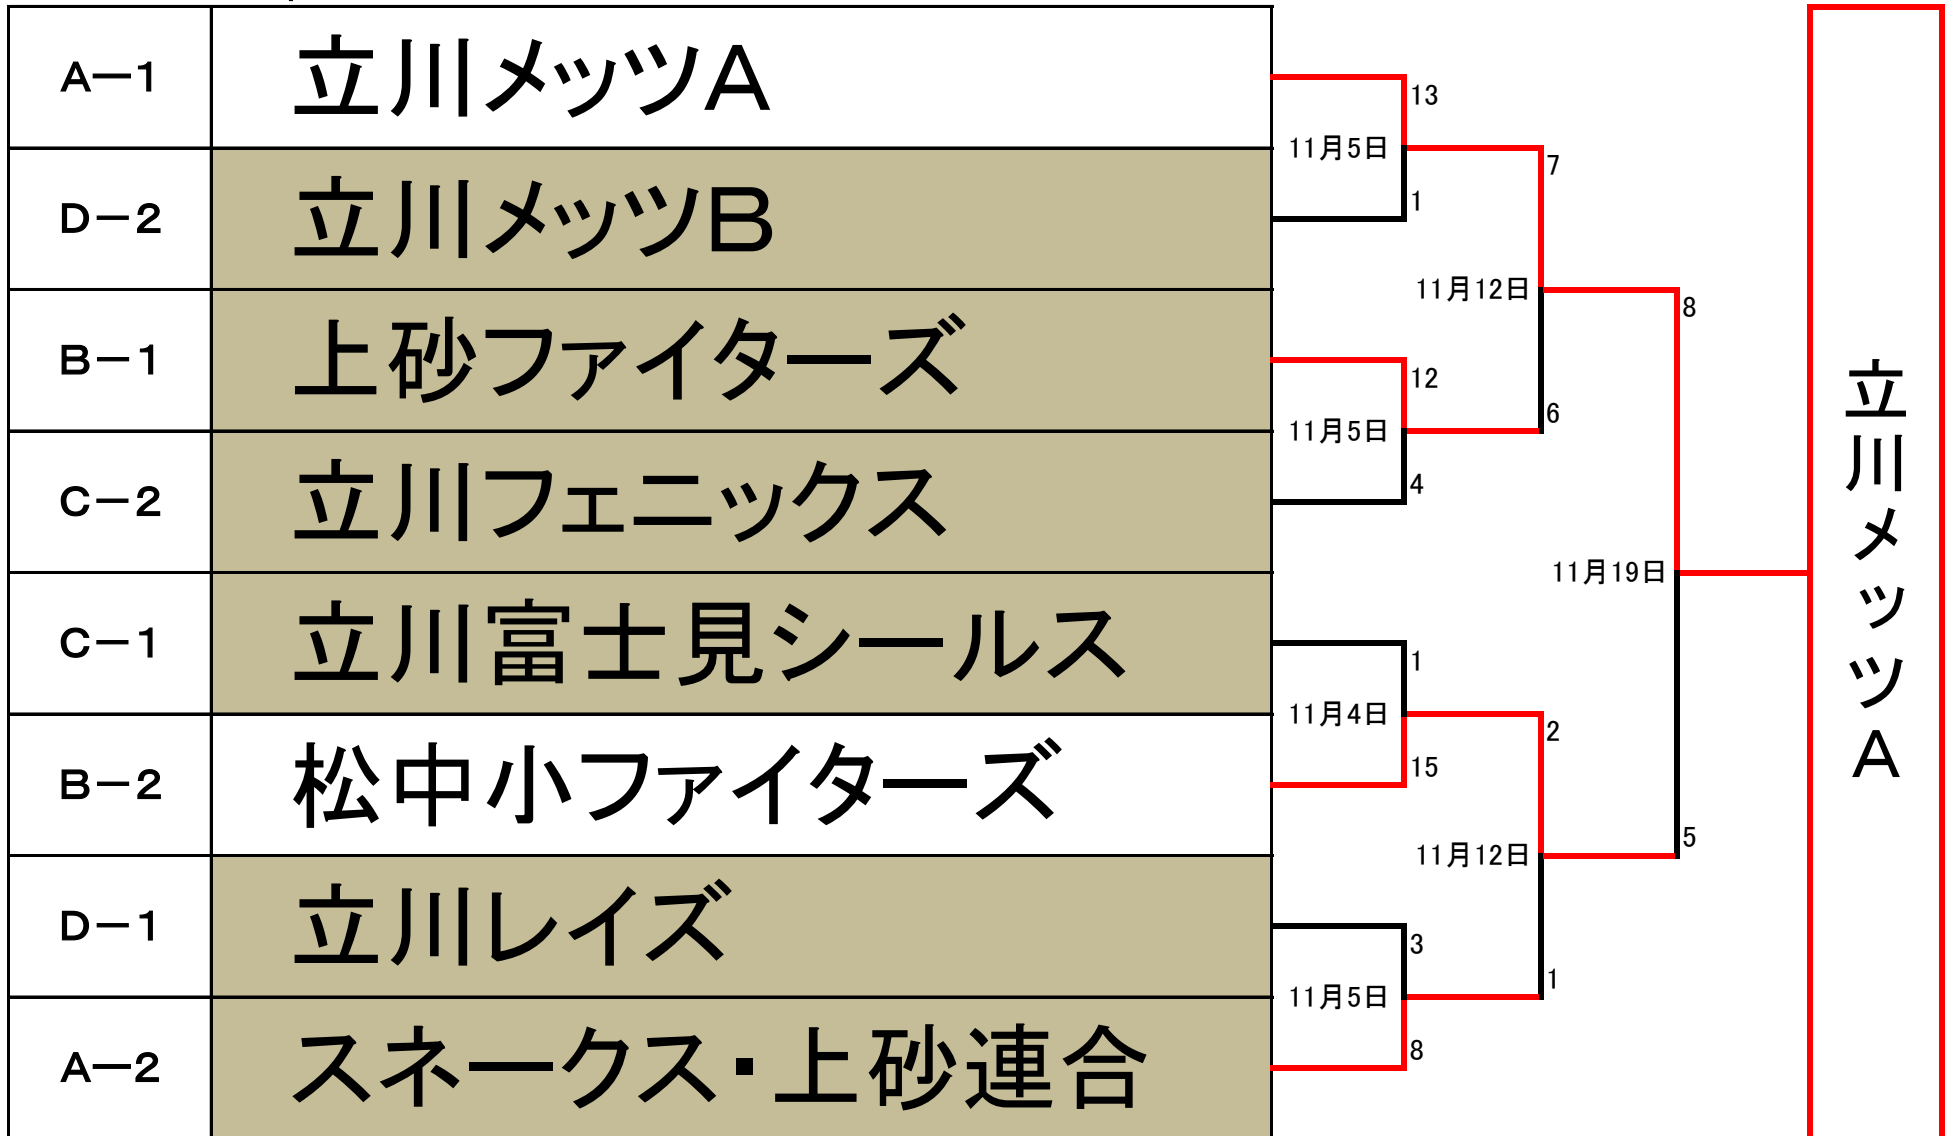 A－1 立川メッツA
D－2 立川メッツB
B－1 上砂ファイターズ
C－2 立川フェニックス
C－1 立川富士見シールス
B－2 松中小ファイターズ
D－1 立川レイズ
A－2 スネークス・上砂連合
13
11月5日
1
12
11月5日
4
1
11月4日
15
3
11月5日
8
7
11月12日
6
2
11月12日
1
8
11月19日
5
立川メッツA